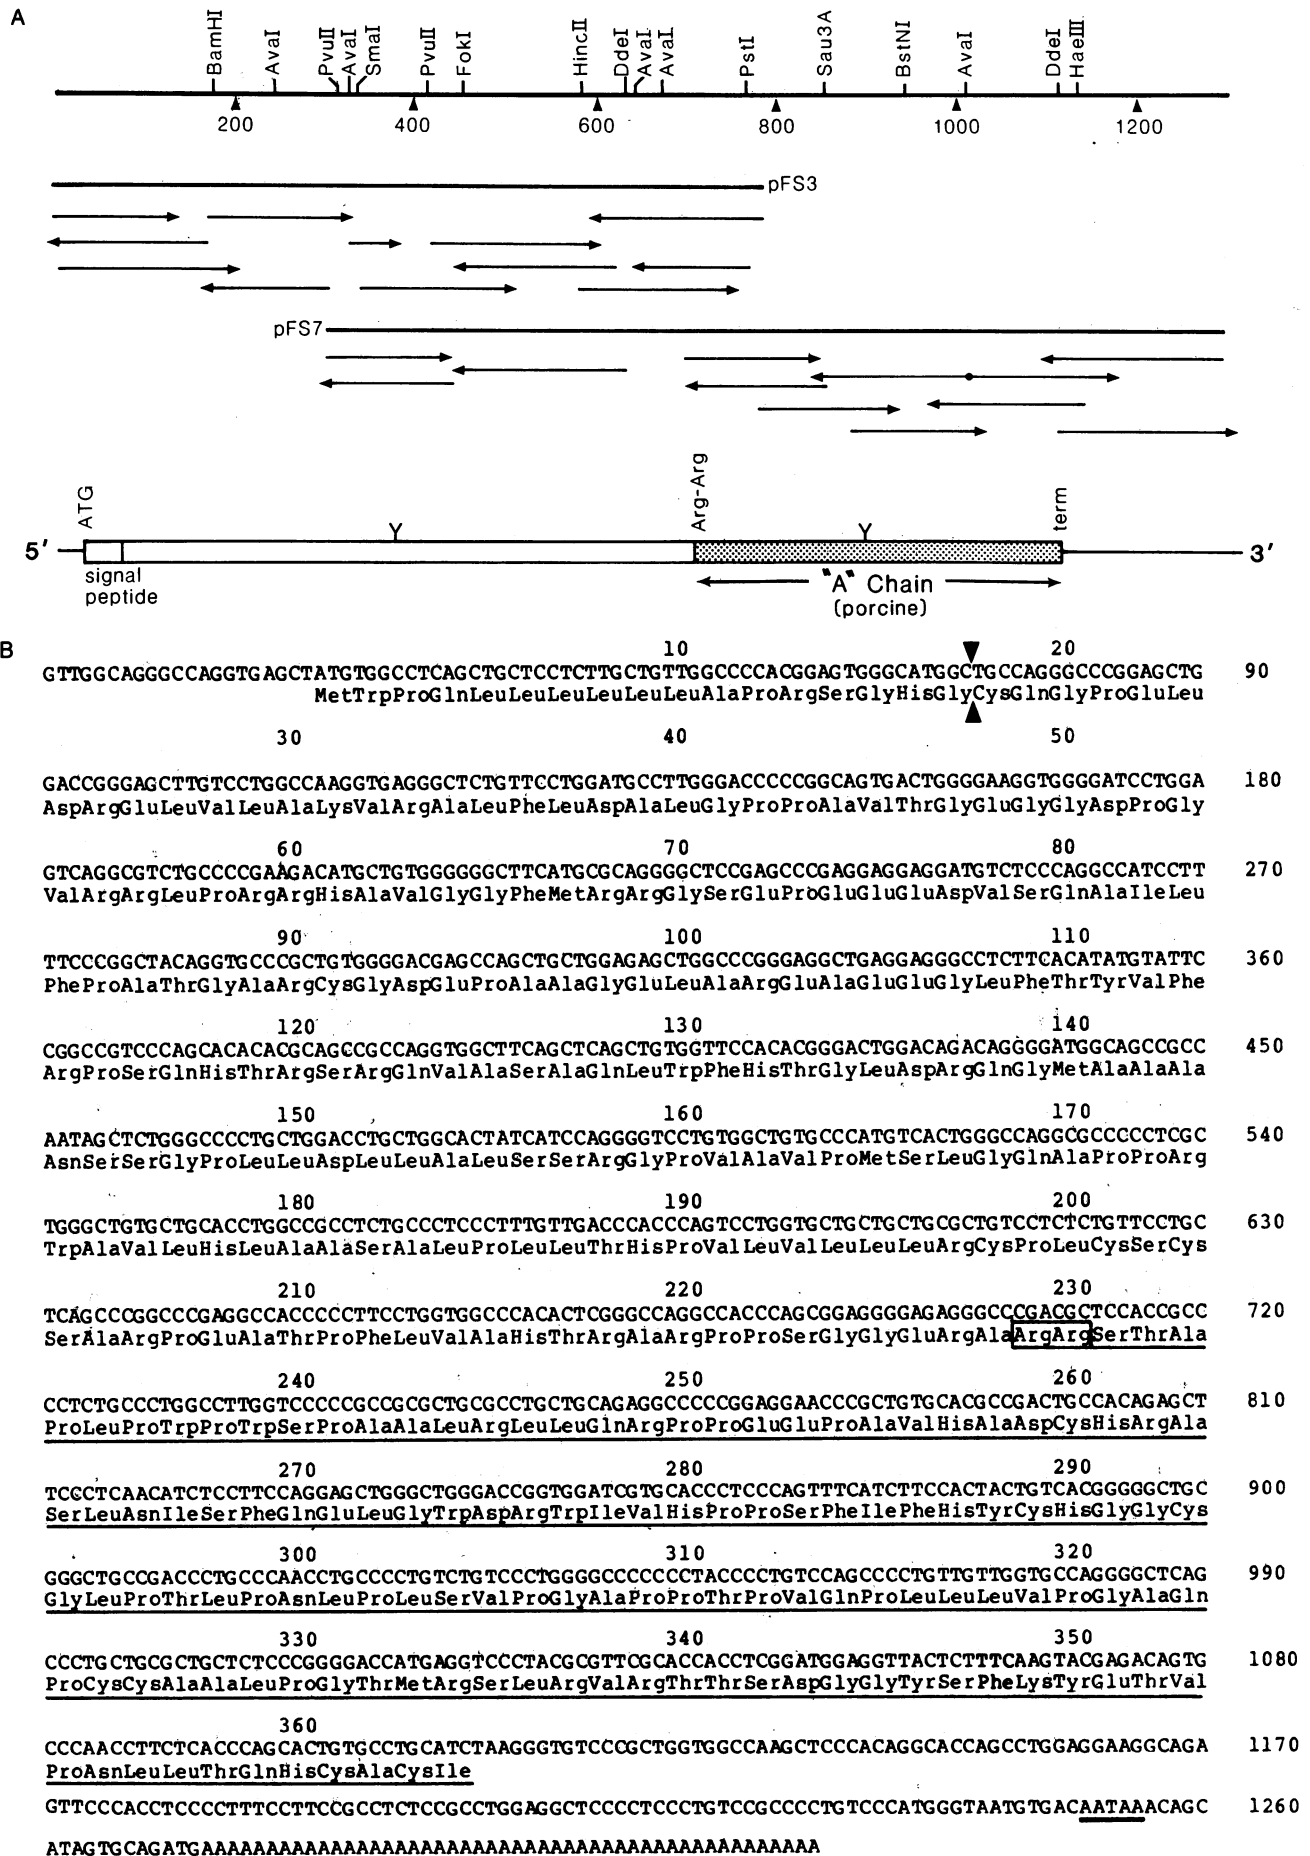 A
BamHI AvaI PvuII AvaI SmaI PvuII FokI HincII DdeI AvaI AvaI PstI Sau3A BstNI AvaI DdeI HaeIII
200 400 600 800 1000 1200
pFS3
pFS7
ATG Arg-Arg term
Y Y
5' 3'
signal
peptide
"A" Chain
(porcine)
B
10 20
GTTGGCAGGGCCAGGTGAGCTATGTGGCCTCAGCTGCTCCTCTTGCTGTTGGCCCCACGGAGTGGGCATGGCTGCCAGGGCCCGGAGCTG 90
MetTrpProGlnLeuLeuLeuLeuLeuLeuAlaProArgSerGlyHisGlyCysGlnGlyProGluLeu
30 40 50
GACCGGGAGCTTGTCCTGGCCAAGGTGAGGGCTCTGTTCCTGGATGCCTTGGGACCCCCGGCAGTGACTGGGGAAGGTGGGGATCCTGGA 180
AspArgGluLeuValLeuAlaLysValArgAlaLeuPheLeuAspAlaLeuGlyProProAlaValThrGlyGluGlyGlyAspProGly
60 70 80
GTCAGGCGTCTGCCCCGAAGACATGCTGTGGGGGGCTTCATGCGCAGGGGCTCCGAGCCCGAGGAGGAGGATGTCTCCCAGGCCATCCTT 270
ValArgArgLeuProArgArgHisAlaValGlyGlyPheMetArgArgGlySerGluProGluGluGluAspValSerGlnAlaIleLeu
90 100 110
TTCCCGGCTACAGGTGCCCGCTGTGGGGACGAGCCAGCTGCTGGAGAGCTGGCCCGGGAGGCTGAGGAGGGCCTCTTCACATATGTATTC 360
PheProAlaThrGlyAlaArgCysGlyAspGluProAlaAlaGlyGluLeuAlaArgGluAlaGluGluGlyLeuPheThrTyrValPhe
120 130 140
CGGCCGTCCCAGCACACACGCAGCCGCCAGGTGGCTTCAGCTCAGCTGTGGTTCCACACGGGACTGGACAGACAGGGGATGGCAGCCGCC 450
ArgProSerGlnHisThrArgSerArgGlnValAlaSerAlaGlnLeuTrpPheHisThrGlyLeuAspArgGlnGlyMetAlaAlaAla
150 160 170
AATAGCTCTGGGCCCCTGCTGGACCTGCTGGCACTATCATCCAGGGGTCCTGTGGCTGTGCCCATGTCACTGGGCCAGGCGCCCCCTCGC 540
AsnSerSerGlyProLeuLeuAspLeuLeuAlaLeuSerSerArgGlyProValAlaValProMetSerLeuGlyGlnAlaProProArg
180 190 200
TGGGCTGTGCTGCACCTGGCCGCCTCTGCCCTCCCTTTGTTGACCCACCCAGTCCTGGTGCTGCTGCTGCGCTGTCCTCTCTGTTCCTGC 630
TrpAlaValLeuHisLeuAlaAlaSerAlaLeuProLeuLeuThrHisProValLeuValLeuLeuLeuArgCysProLeuCysSerCys
210 220 230
TCAGCCCGGCCCGAGGCCACCCCCTTCCTGGTGGCCCACACTCGGGCCAGGCCACCCAGCGGAGGGGAGAGGGCCCGACGCTCCACCGCC 720
SerAlaArgProGluAlaThrProPheLeuValAlaHisThrArgAlaArgProProSerGlyGlyGluArgAlaArgArgSerThrAla
240 250 260
CCTCTGCCCTGGCCTTGGTCCCCCGCCGCGCTGCGCCTGCTGCAGAGGCCCCCGGAGGAACCCGCTGTGCACGCCGACTGCCACAGAGCT 810
ProLeuProTrpProTrpSerProAlaAlaLeuArgLeuLeuGlnArgProProGluGluProAlaValHisAlaAspCysHisArgAla
270 280 290
TCCCTCAACATCTCCTTCCAGGAGCTGGGCTGGGACCGGTGGATCGTGCACCCTCCCAGTTTCATCTTCCACTACTGTCACGGGGGCTGC 900
SerLeuAsnIleSerPheGlnGluLeuGlyTrpAspArgTrpIleValHisProProSerPheIlePheHisTyrCysHisGlyGlyCys
300 310 320
GGGCTGCCGACCCTGCCCAACCTGCCCCTGTCTGTCCCTGGGGCCCCCCCTACCCCTGTCCAGCCCCTGTTGTTGGTGCCAGGGGCTCAG 990
GlyLeuProThrLeuProAsnLeuProLeuSerValProGlyAlaProProThrProValGlnProLeuLeuLeuValProGlyAlaGln
330 340 350
CCCTGCTGCGCTGCTCTCCCGGGGACCATGAGGTCCCTACGCGTTCGCACCACCTCGGATGGAGGTTACTCTTTCAAGTACGAGACAGTG 1080
ProCysCysAlaAlaLeuProGlyThrMetArgSerLeuArgValArgThrThrSerAspGlyGlyTyrSerPheLysTyrGluThrVal
360
CCCAACCTTCTCACCCAGCACTGTGCCTGCATCTAAGGGTGTCCCGCTGGTGGCCAAGCTCCCACAGGCACCAGCCTGGAGGAAGGCAGA 1170
ProAsnLeuLeuThrGlnHisCysAlaCysIle
GTTCCCACCTCCCCTTTCCTTCCGCCTCTCCGCCTGGAGGCTCCCCTCCCTGTCCGCCCCTGTCCCATGGGTAATGTGACAATAAACAGC 1260
ATAGTGCAGATGAAAAAAAAAAAAAAAAAAAAAAAAAAAAAAAAAAAAAAAAAAAAAAAA